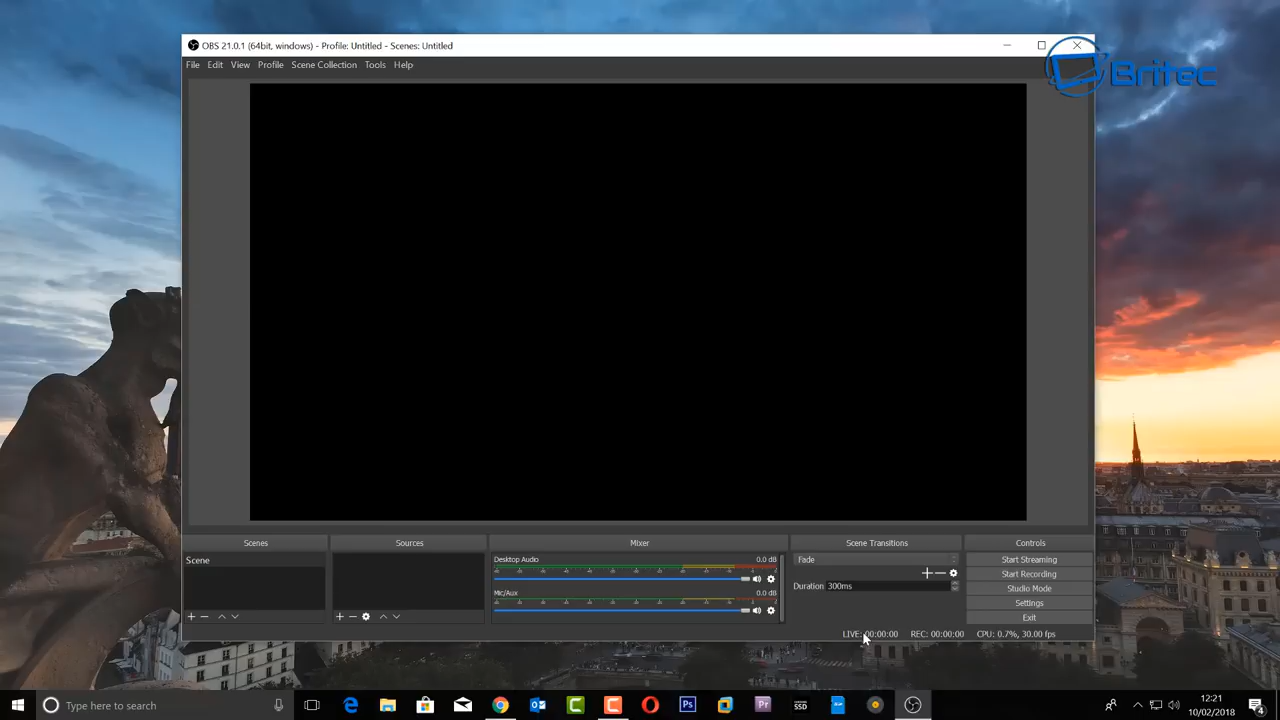 OBS 21.0.1 (64bit, windows) - Profile: Untitled - Scenes: Untitled
Britec
File Edit View Profile Scene Collection Tools Help
Scenes
Sources
Mixer
Scene Transitions
Controls
Scene
Desktop Audio 0.0 dB
Mic/Aux 0.0 dB
Fade
Duration 300ms
Start Streaming
Start Recording
Studio Mode
Settings
Exit
LIVE: 00:00:00 REC: 00:00:00 CPU: 0.7%, 30.00 fps
Type here to search
Ps
Pr
SSD
12:21
10/02/2018
4